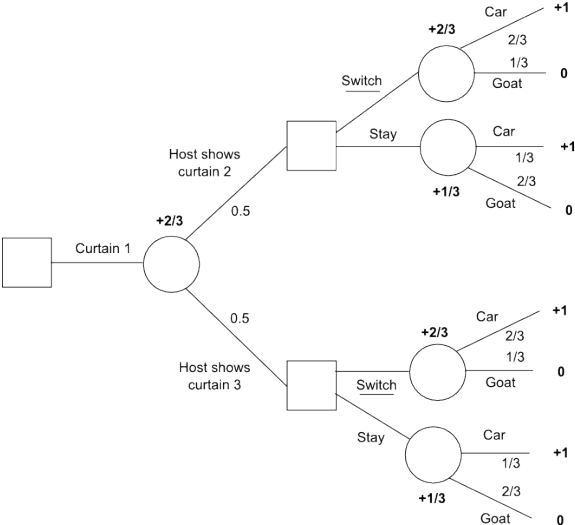 Car
+1
+2/3
2/3
1/3
0
Goat
Switch
Stay
Car
+1
1/3
2/3
+1/3
Goat
0
Host shows
curtain 2
0.5
+2/3
Curtain 1
0.5
Host shows
curtain 3
Car
+1
+2/3
2/3
1/3
0
Goat
Switch
Stay
Car
+1
1/3
2/3
+1/3
Goat
0